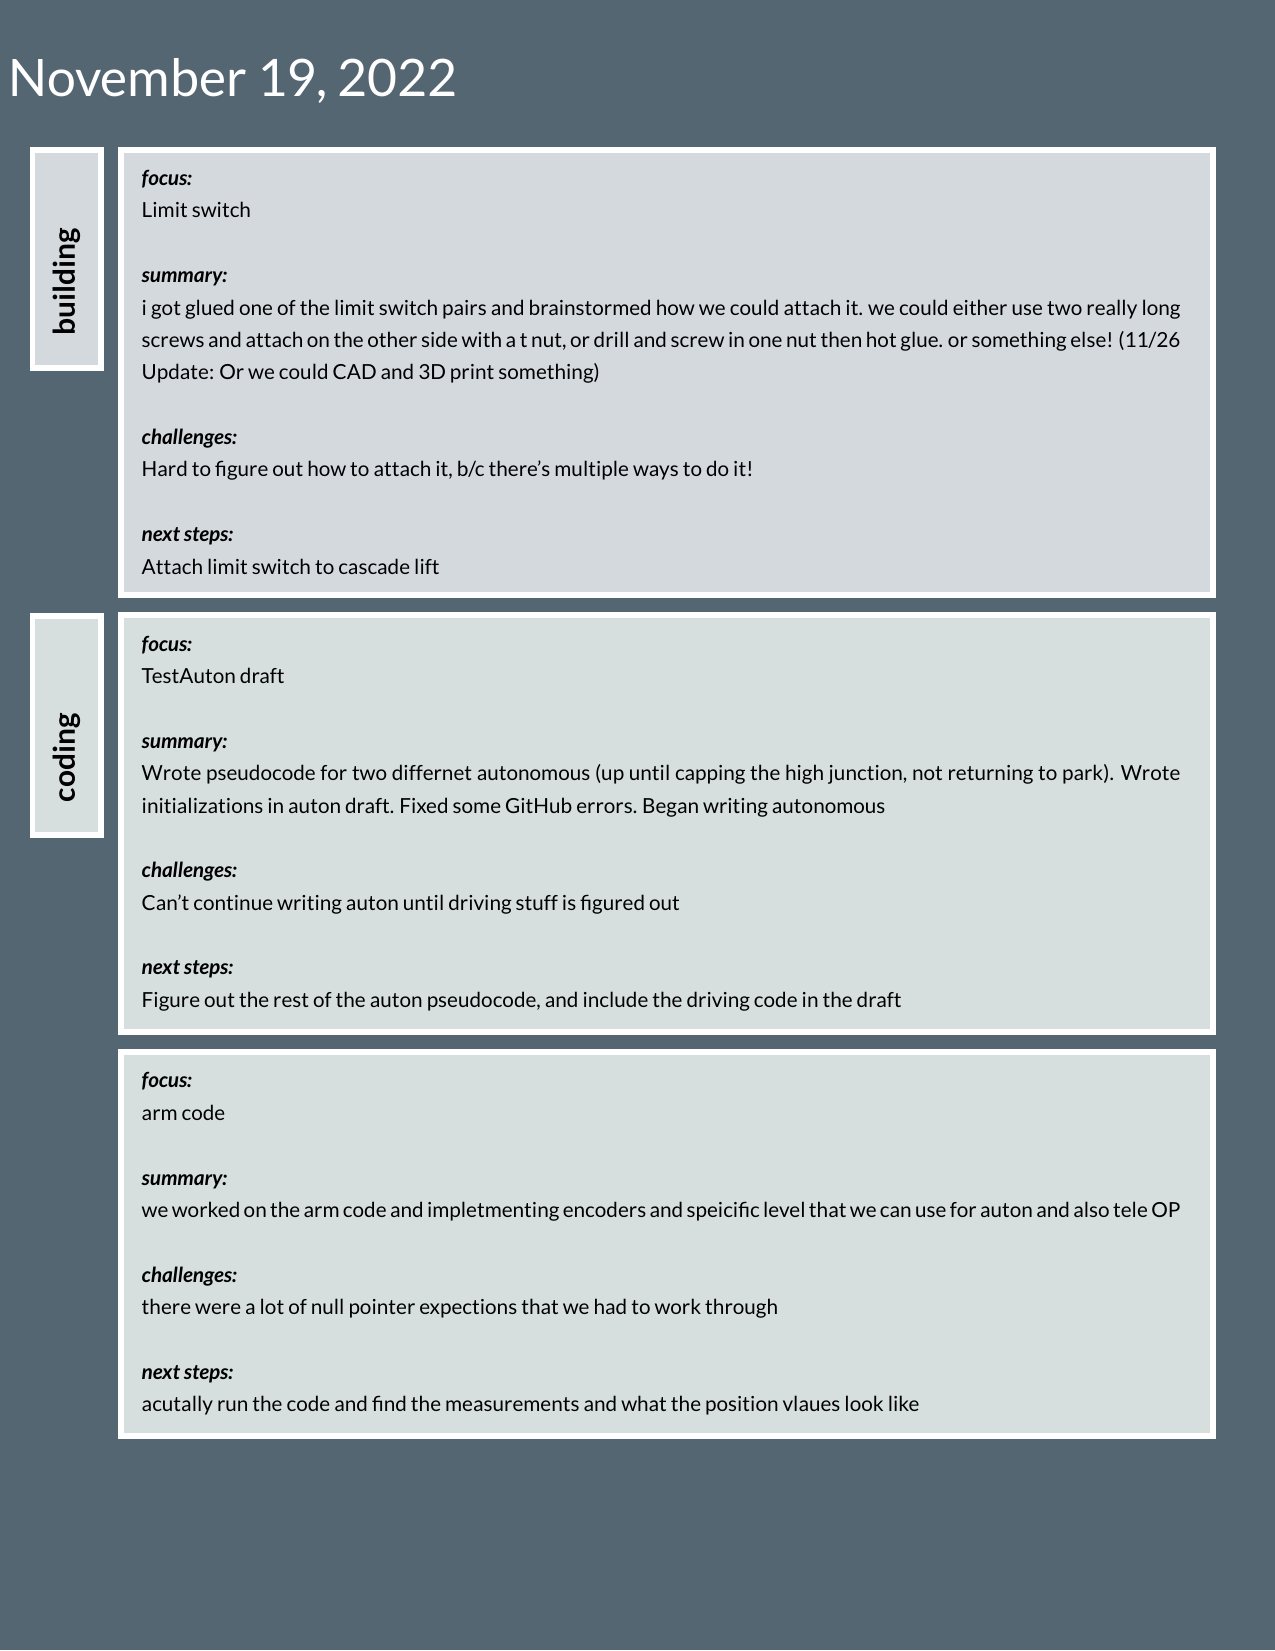 November 19, 2022
building
focus:
Limit switch
summary:
i got glued one of the limit switch pairs and brainstormed how we could attach it. we could either use two really long
screws and attach on the other side with a t nut, or drill and screw in one nut then hot glue. or something else! (11/26
Update: Or we could CAD and 3D print something)
challenges:
Hard to figure out how to attach it, b/c there’s multiple ways to do it!
next steps:
Attach limit switch to cascade lift
coding
focus:
TestAuton draft
summary:
Wrote pseudocode for two differnet autonomous (up until capping the high junction, not returning to park). Wrote
initializations in auton draft. Fixed some GitHub errors. Began writing autonomous
challenges:
Can’t continue writing auton until driving stuff is figured out
next steps:
Figure out the rest of the auton pseudocode, and include the driving code in the draft
focus:
arm code
summary:
we worked on the arm code and impletmenting encoders and speicific level that we can use for auton and also tele OP
challenges:
there were a lot of null pointer expections that we had to work through
next steps:
acutally run the code and find the measurements and what the position vlaues look like